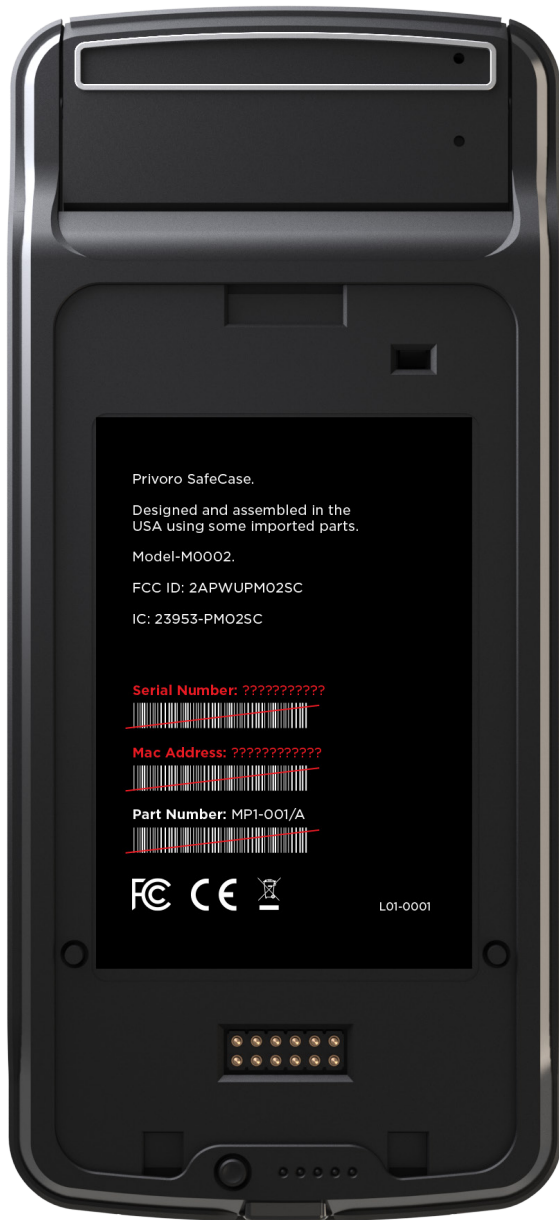 Privoro SafeCase.
Designed and assembled in the
USA using some imported parts.
Model-M0002.
FCC ID: 2APWUPM02SC
IC: 23953-PM02SC
Serial Number: ???????????
Mac Address: ????????????
Part Number: MP1-001/A
FC CE
L01-0001